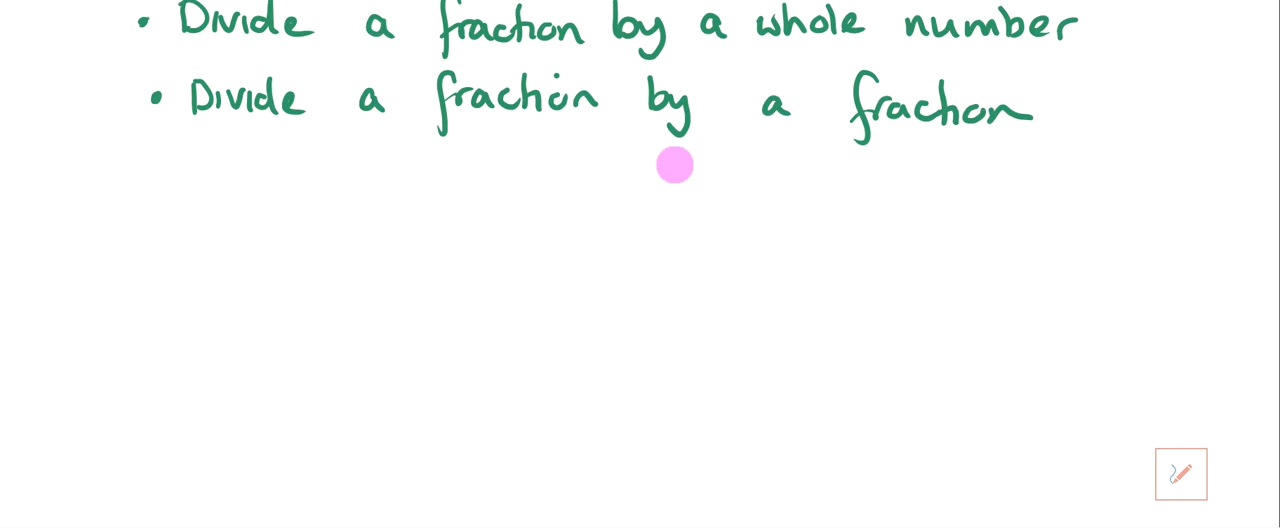 • Divide a fraction by a whole number
• Divide a fraction by a fraction